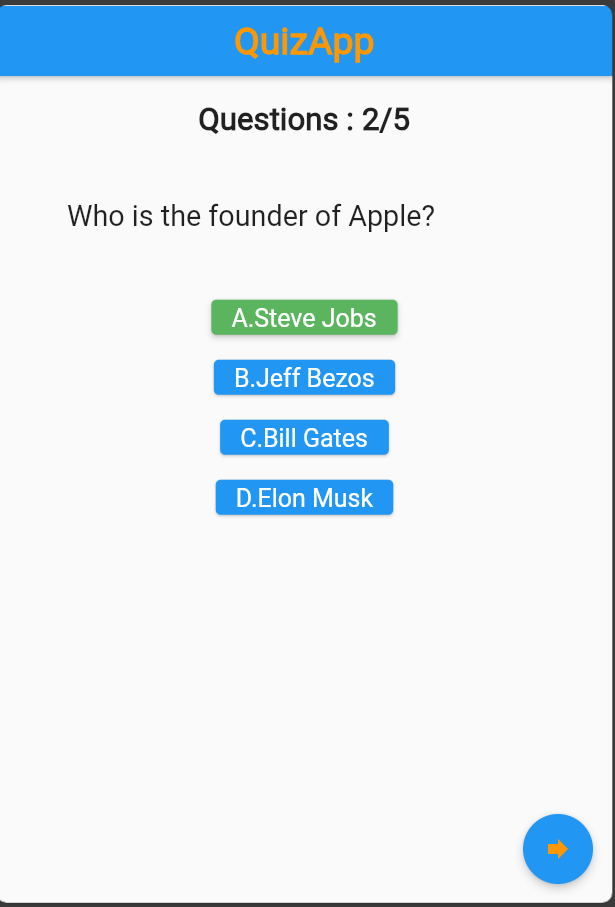 QuizApp
Questions : 2/5
Who is the founder of Apple?
A.Steve Jobs
B.Jeff Bezos
C.Bill Gates
D.Elon Musk